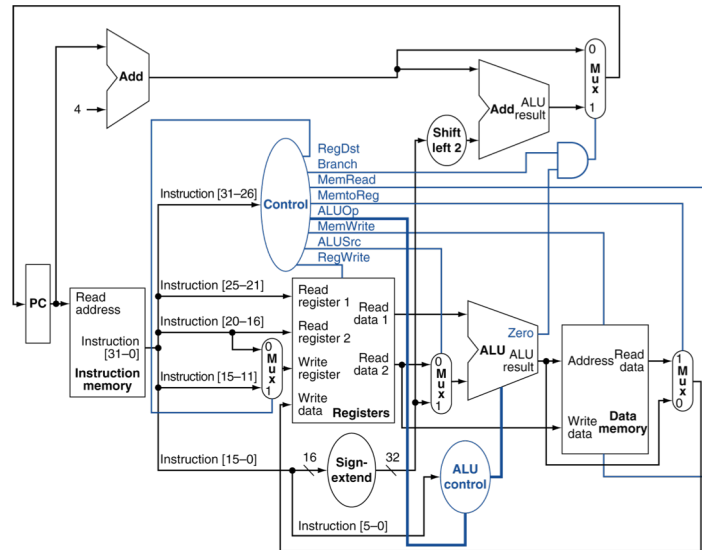 Add
4
0
M
u
x
1
Add
ALU
result
Shift
left 2
RegDst
Branch
MemRead
MemtoReg
ALUOp
MemWrite
ALUSrc
RegWrite
Control
Instruction [31–26]
Instruction [25–21]
Instruction [20–16]
Instruction [15–11]
Instruction [15–0]
Instruction [5–0]
PC
Read
address
Instruction
[31–0]
Instruction
memory
0
M
u
x
1
Read
register 1
Read
register 2
Write
register
Write
data
Read
data 1
Read
data 2
Registers
0
M
u
x
1
Zero
ALU
ALU
result
Address
Read
data
Write
data
Data
memory
1
M
u
x
0
16
Sign-
extend
32
ALU
control